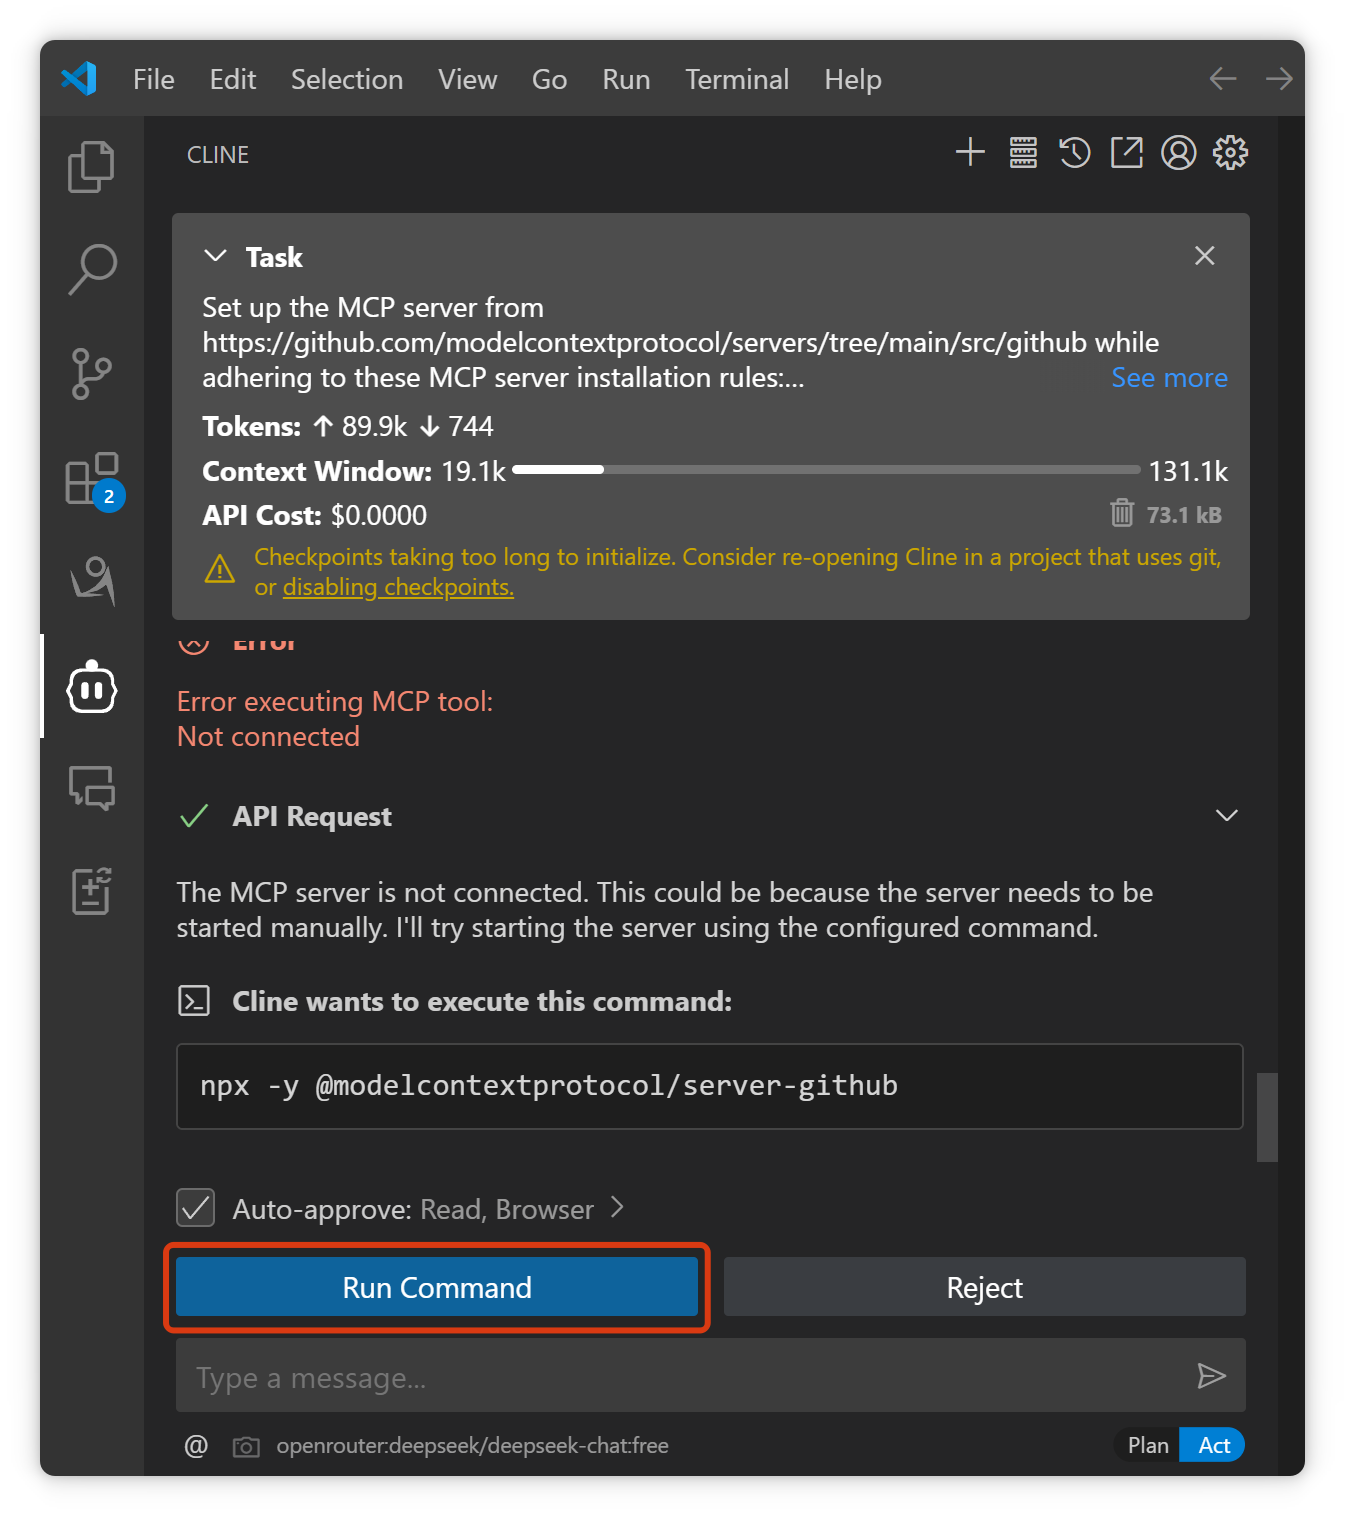 File Edit Selection View Go Run Terminal Help
CLINE
Task
Set up the MCP server from
https://github.com/modelcontextprotocol/servers/tree/main/src/github while
adhering to these MCP server installation rules:...
See more
Tokens: ↑ 89.9k ↓ 744
Context Window: 19.1k 131.1k
API Cost: $0.0000 73.1 kB
Checkpoints taking too long to initialize. Consider re-opening Cline in a project that uses git,
or disabling checkpoints.
2
Error
Error executing MCP tool:
Not connected
API Request
The MCP server is not connected. This could be because the server needs to be
started manually. I'll try starting the server using the configured command.
Cline wants to execute this command:
npx -y @modelcontextprotocol/server-github
Auto-approve: Read, Browser
Run Command Reject
Type a message...
@ openrouter:deepseek/deepseek-chat:free Plan Act